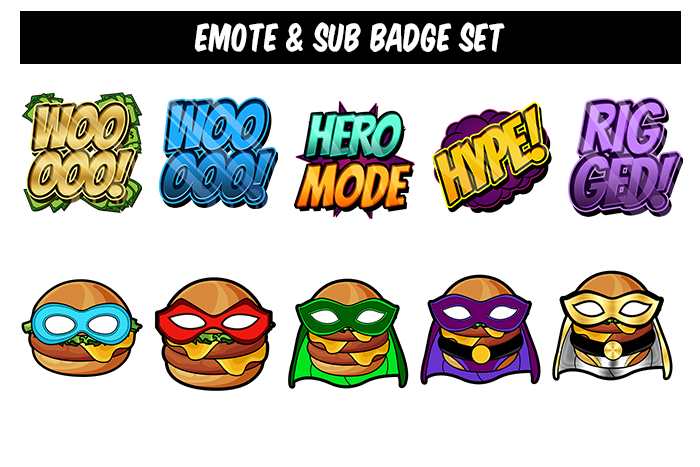 EMOTE & SUB BADGE SET
WOO
OOO!
WOO
OOO!
HERO
MODE
HYPE!
RIG
GED!